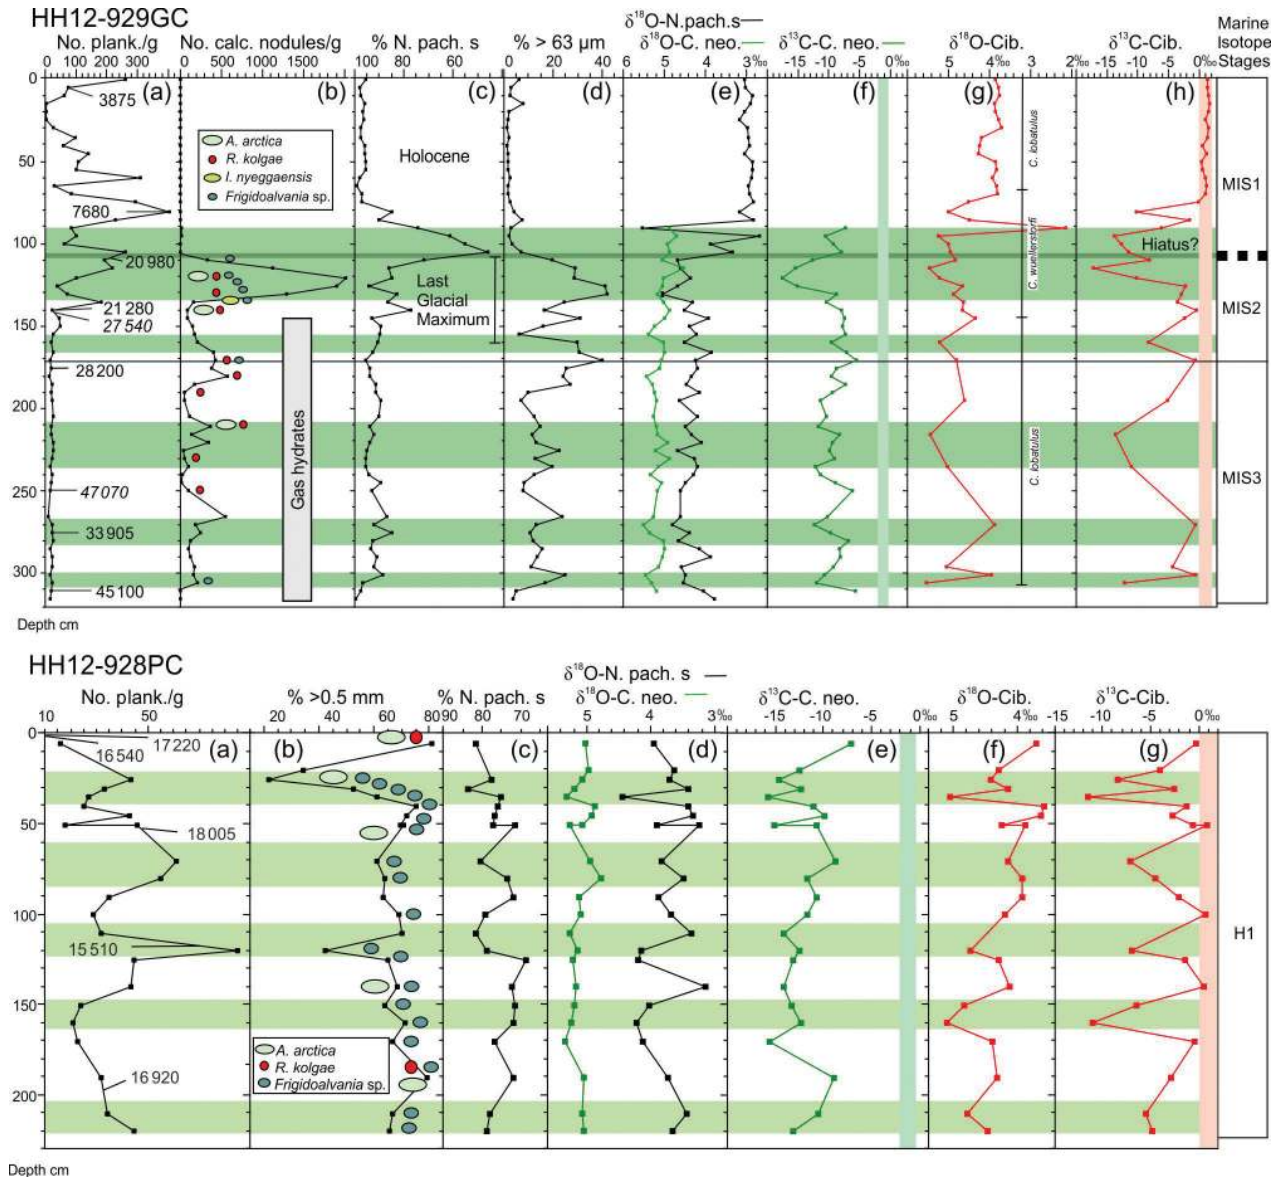 HH12-929GC
No. plank./g
No. calc. nodules/g
% N. pach. s
% > 63 µm
δ¹⁸O-N.pach.s
δ¹⁸O-C. neo.
δ¹³C-C. neo.
δ¹⁸O-Cib.
δ¹³C-Cib.
Marine
Isotope
Stages
0 100 200 300
0 500 1000
100 80 60
0 20 40
6 5 4 3‰
-15 -10 -5 0‰
5 4‰ 3 2‰
-15 -10 -5 0‰
(a) (b) (c) (d) (e) (f) (g) (h)
0
50
100
150
200
250
300
3875
7680
20 980
21 280
27 540
28 200
47 070
33 905
45 100
A. arctica
R. kolgae
I. nyeggaensis
Frigidoalvania sp.
Gas hydrates
Holocene
Last
Glacial
Maximum
C. lobatulus
C. wuellerstorfi
C. lobatulus
Hiatus?
MIS1
MIS2
MIS3
Depth cm
HH12-928PC
No. plank./g
% >0.5 mm
% N. pach. s
δ¹⁸O-N. pach. s
δ¹⁸O-C. neo.
δ¹³C-C. neo.
δ¹⁸O-Cib.
δ¹³C-Cib.
10 50
20 40 60 80
90 80 70
5 4 3‰
-15 -10 -5 0‰
5 4‰
-15 -10 -5 0‰
(a) (b) (c) (d) (e) (f) (g)
0
50
100
150
200
17 220
16 540
18 005
15 510
16 920
A. arctica
R. kolgae
Frigidoalvania sp.
H1
Depth cm